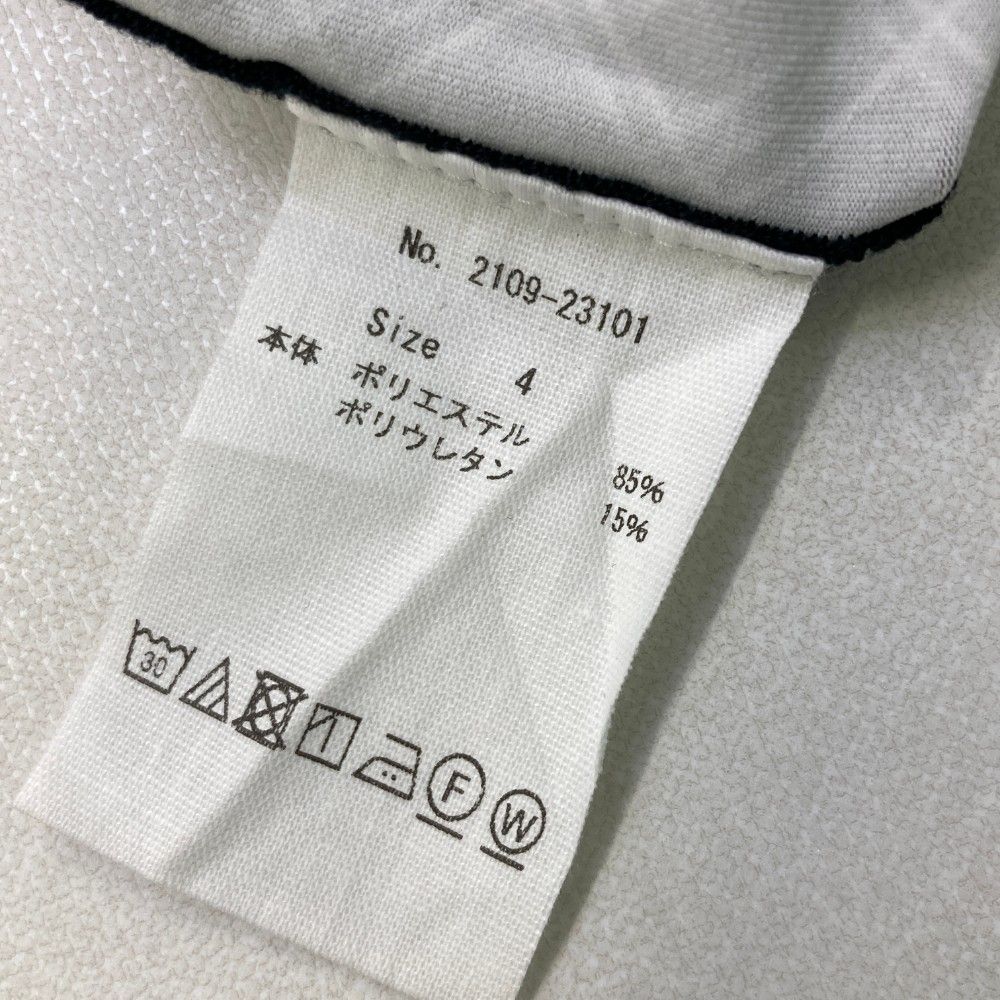 No. 2109-23101
Size 4
本体 ポリエステル 85%
ポリウレタン 15%
30
F W